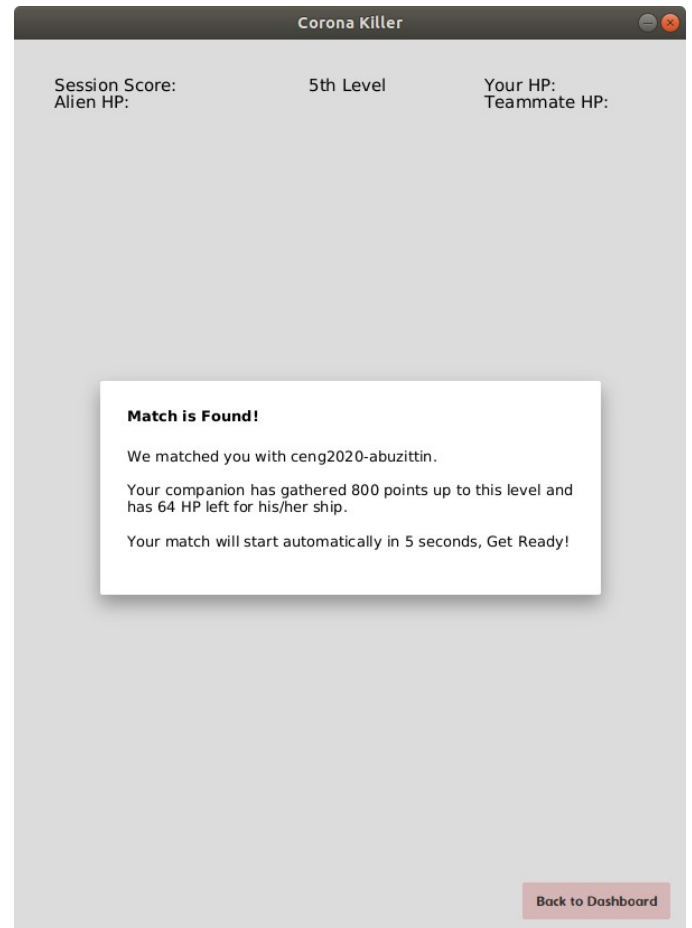 Corona Killer
Session Score:
Alien HP:
5th Level
Your HP:
Teammate HP:
Match is Found!
We matched you with ceng2020-abuzittin.
Your companion has gathered 800 points up to this level and
has 64 HP left for his/her ship.
Your match will start automatically in 5 seconds, Get Ready!
Back to Dashboard